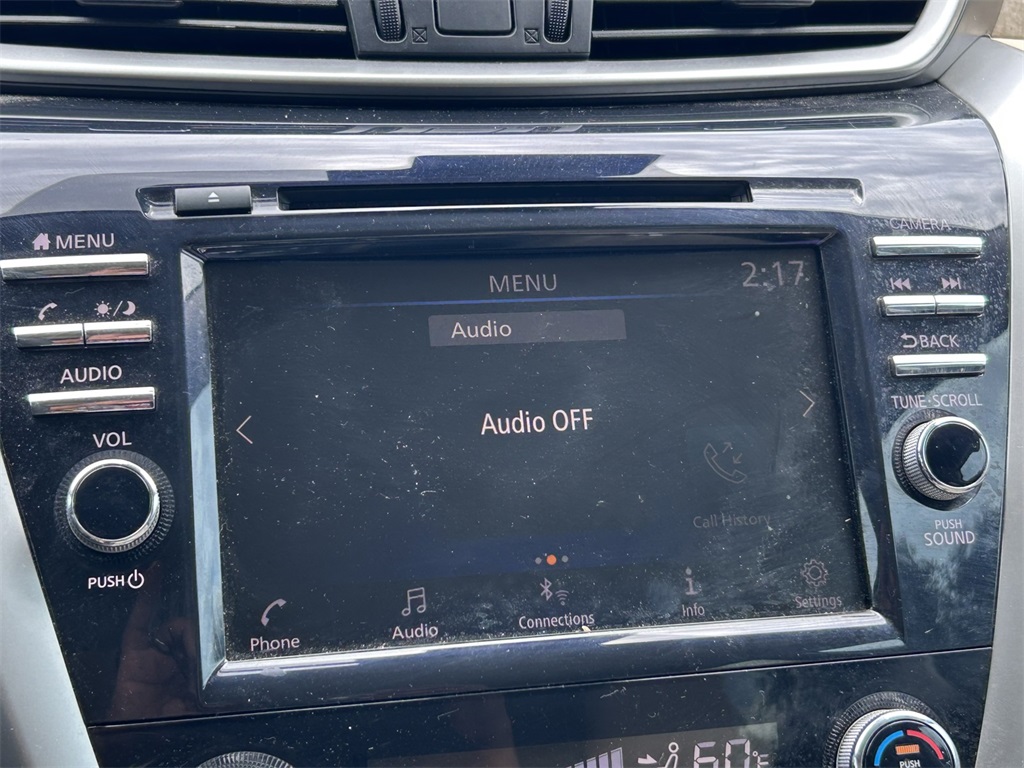 MENU
AUDIO
VOL
PUSH
MENU
2:17
Audio
Audio OFF
Call History
Phone
Audio
Connections
Info
Settings
CAMERA
BACK
TUNE·SCROLL
PUSH
SOUND
60°F
PUSH